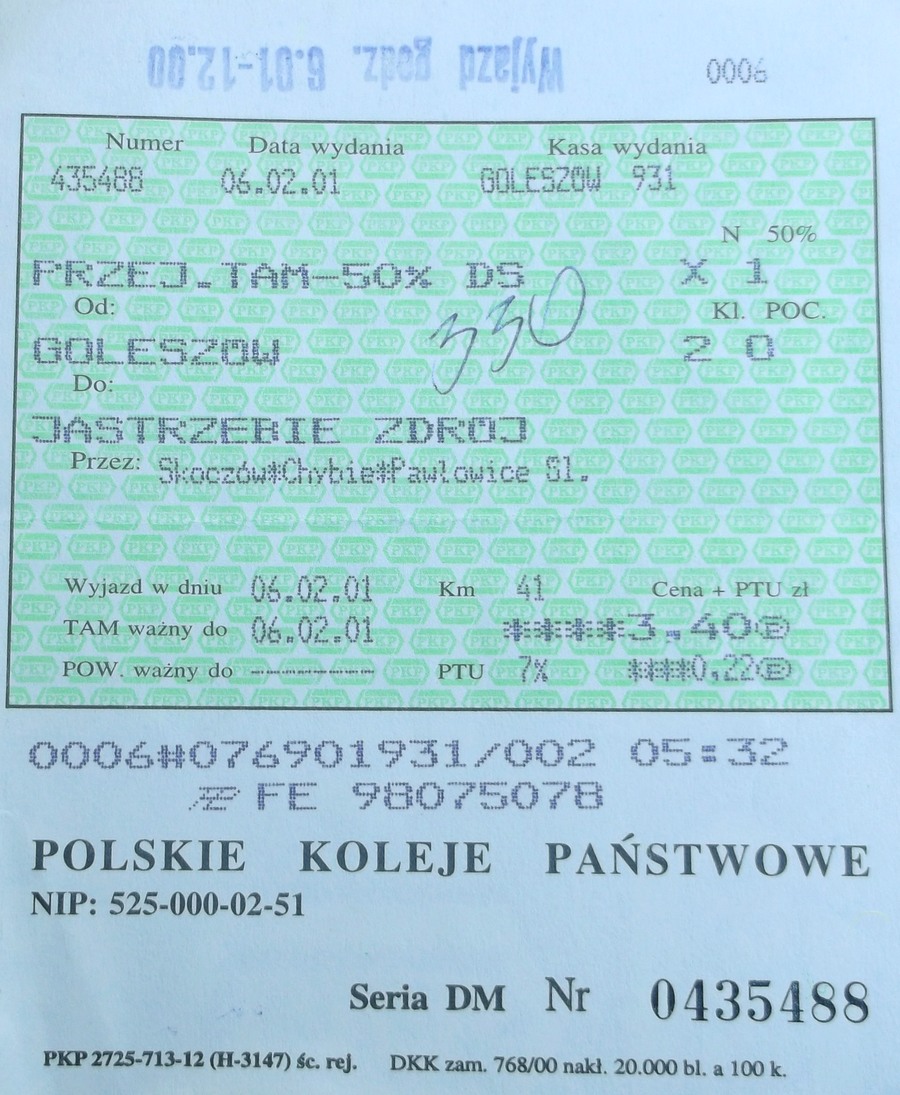 Wyjazd godz. 6.01-12.00
0006
Numer Data wydania Kasa wydania
435488 06.02.01 GOLESZOW 931
N 50%
PRZEJ.TAM-50% DS X 1
Od: Kl. POC.
330
GOLESZOW 2 O
Do:
JASTRZEBIE ZDROJ
Przez: Skoczów*Chybie*Pawłowice Śl.
Wyjazd w dniu 06.02.01 Km 41 Cena + PTU zł
TAM ważny do 06.02.01 ****3.40
POW. ważny do ---------- PTU 7% ****0,22
0006#076901931/002 05:32
FE 98075078
POLSKIE KOLEJE PAŃSTWOWE
NIP: 525-000-02-51
Seria DM Nr 0435488
PKP 2725-713-12 (H-3147) śc. rej. DKK zam. 768/00 nakł. 20.000 bl. a 100 k.